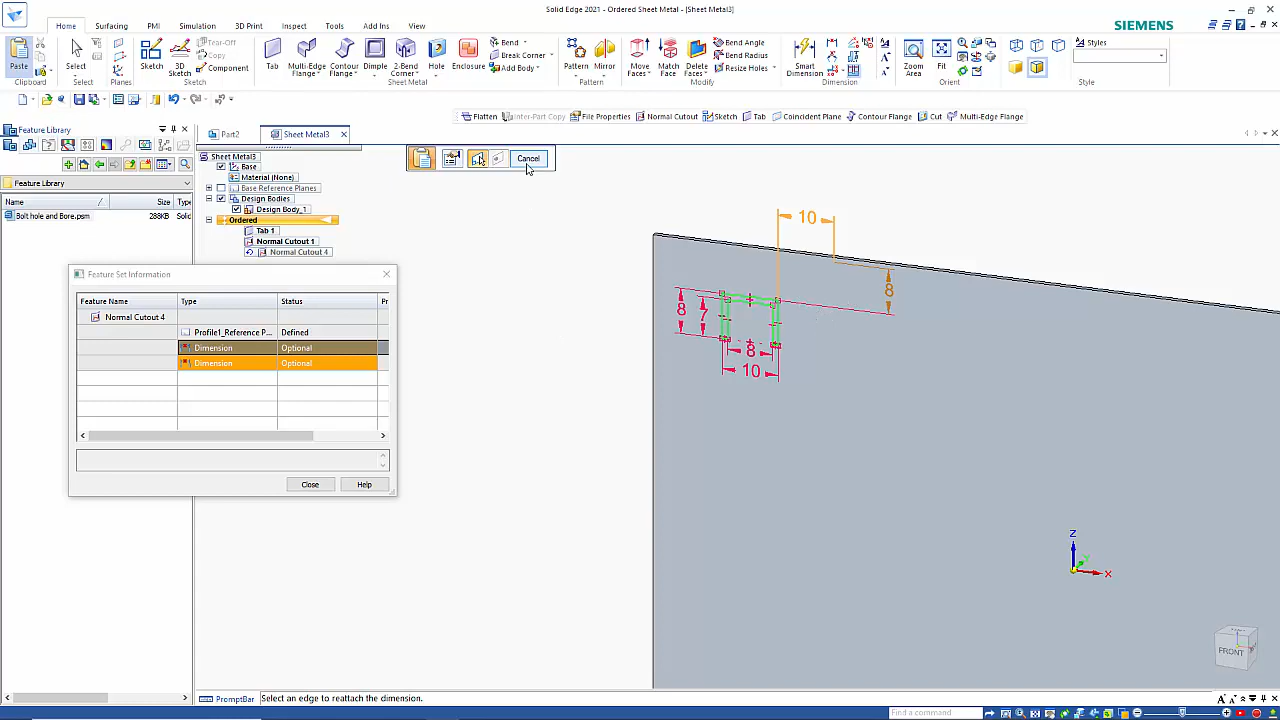 Solid Edge 2021 - Ordered Sheet Metal - [Sheet Metal3]
Home Surfacing PMI Simulation 3D Print Inspect Tools Add Ins View
SIEMENS
Paste
Clipboard
Select
Select
Tear-Off
Component
Planes
Sketch
3D Sketch
Sketch
Tab
Multi-Edge Flange
Contour Flange
Dimple
2-Bend Corner
Hole
Enclosure
Bend
Break Corner
Add Body
Sheet Metal
Pattern
Mirror
Pattern
Move Faces
Match Face
Delete Faces
Bend Angle
Bend Radius
Resize Holes
Modify
Smart Dimension
Dimension
Zoom Area
Fit
Orient
Styles
Style
Flatten Inter-Part Copy File Properties Normal Cutout Sketch Tab Coincident Plane Contour Flange Cut Multi-Edge Flange
Feature Library
Part2
Sheet Metal3
Feature Library
Name Size Type
Bolt hole and Bore.psm 288KB Solid
Sheet Metal3
Base
Material (None)
Base Reference Planes
Design Bodies
Design Body_1
Ordered
Tab 1
Normal Cutout 1
Normal Cutout 4
Cancel
Feature Set Information
Feature Name Type Status Pr
Normal Cutout 4
Profile1_Reference P... Defined
Dimension Optional
Dimension Optional
Close Help
10
8
8
7
8
10
Z
Y
X
FRONT
PromptBar Select an edge to reattach the dimension.
Find a command